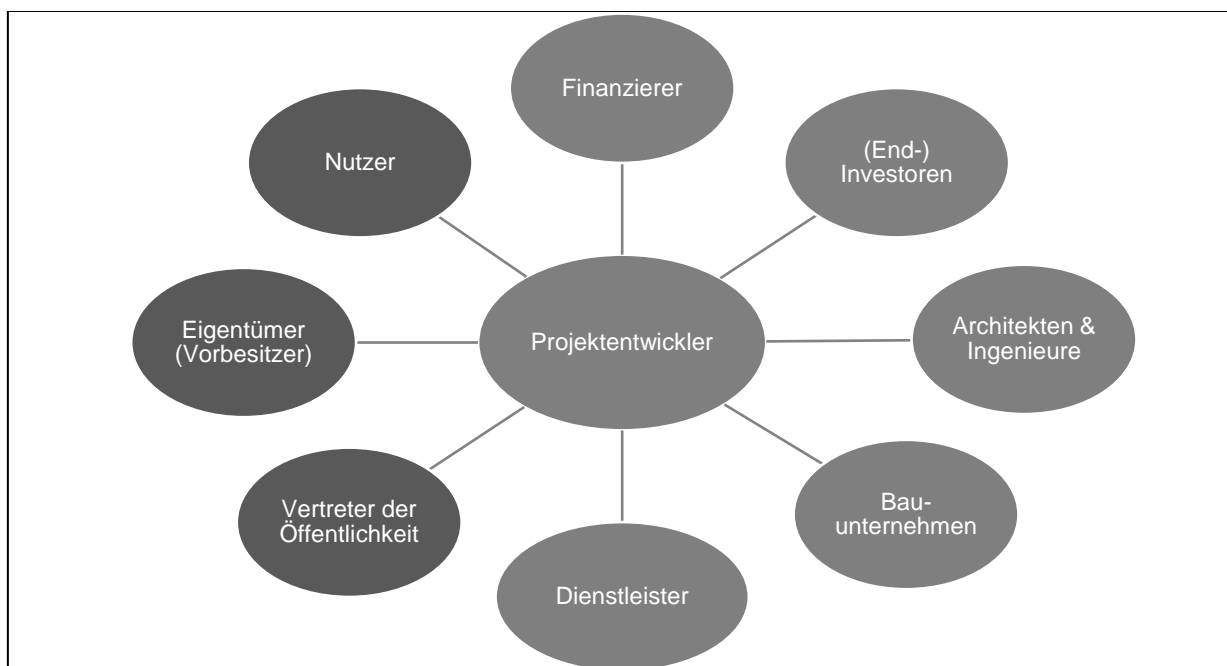 Finanzierer
Nutzer
(End-)
Investoren
Eigentümer
(Vorbesitzer)
Projektentwickler
Architekten &
Ingenieure
Vertreter der
Öffentlichkeit
Bau-
unternehmen
Dienstleister